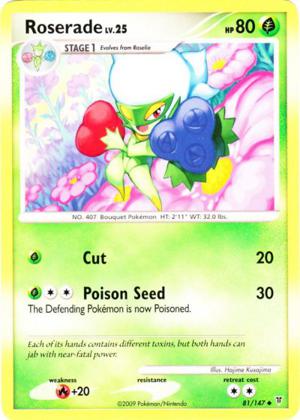 Roserade LV.25
HP 80
STAGE 1 Evolves from Roselia
NO. 407 Bouquet Pokémon HT: 2'11" WT: 32.0 lbs.
Cut 20
Poison Seed 30
The Defending Pokémon is now Poisoned.
Each of its hands contains different toxins, but both hands can
jab with near-fatal power.
Illus. Hajime Kusajima
weakness resistance retreat cost
+20
©2009 Pokémon/Nintendo 81/147